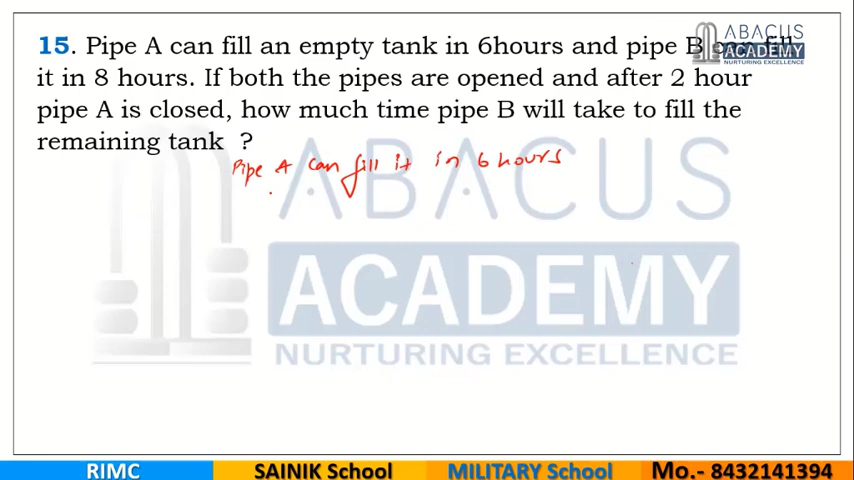 15. Pipe A can fill an empty tank in 6hours and pipe B can fill
it in 8 hours. If both the pipes are opened and after 2 hour
pipe A is closed, how much time pipe B will take to fill the
remaining tank ?
Pipe A can fill it in 6 hours
ABACUS
ACADEMY
NURTURING EXCELLENCE
ABACUS
ACADEMY
NURTURING EXCELLENCE
RIMC SAINIK School MILITARY School Mo.- 8432141394